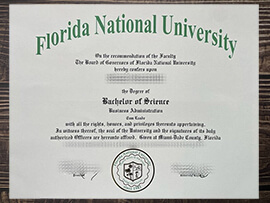 Florida National University
On the recommendation of the Faculty
The Board of Governors of Florida National University
hereby confers upon
the Degree of
Bachelor of Science
Business Administration
Cum Laude
with all the rights, honors, and privileges thereunto appertaining.
In witness thereof, the seal of the University and the signatures of its duly
authorized Officers are hereunto affixed. Given at Miami-Dade County, Florida